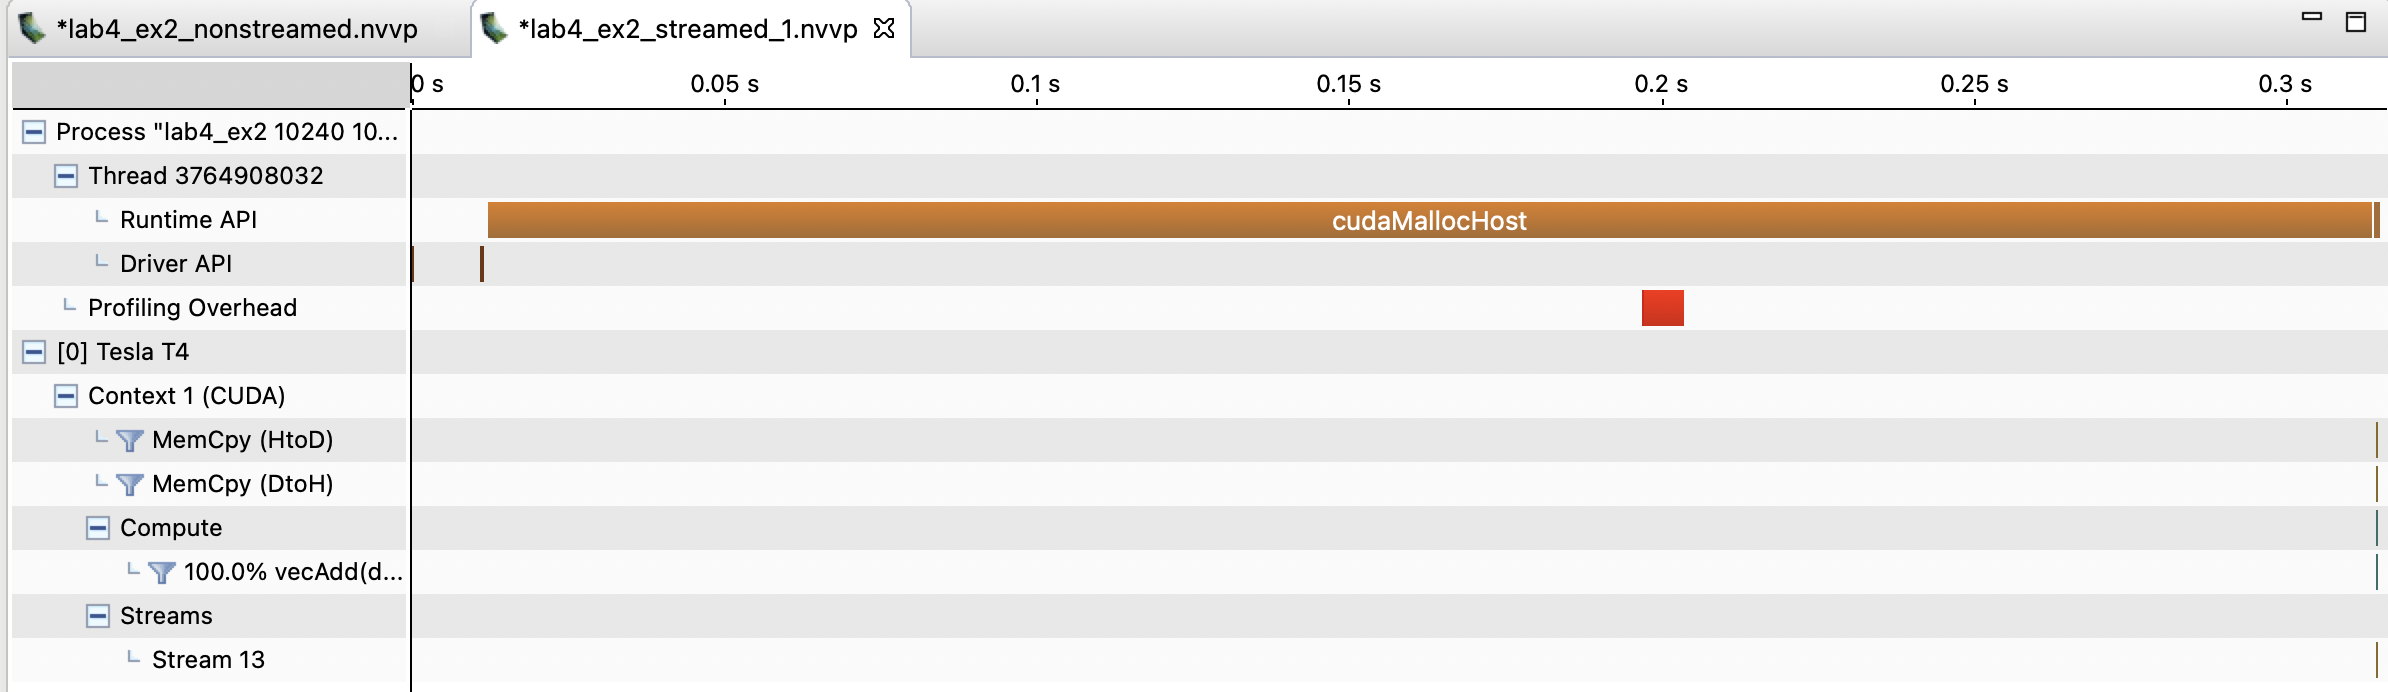 *lab4_ex2_nonstreamed.nvvp *lab4_ex2_streamed_1.nvvp
0 s 0.05 s 0.1 s 0.15 s 0.2 s 0.25 s 0.3 s
Process "lab4_ex2 10240 10...
Thread 3764908032
Runtime API cudaMallocHost
Driver API
Profiling Overhead
[0] Tesla T4
Context 1 (CUDA)
MemCpy (HtoD)
MemCpy (DtoH)
Compute
100.0% vecAdd(d...
Streams
Stream 13